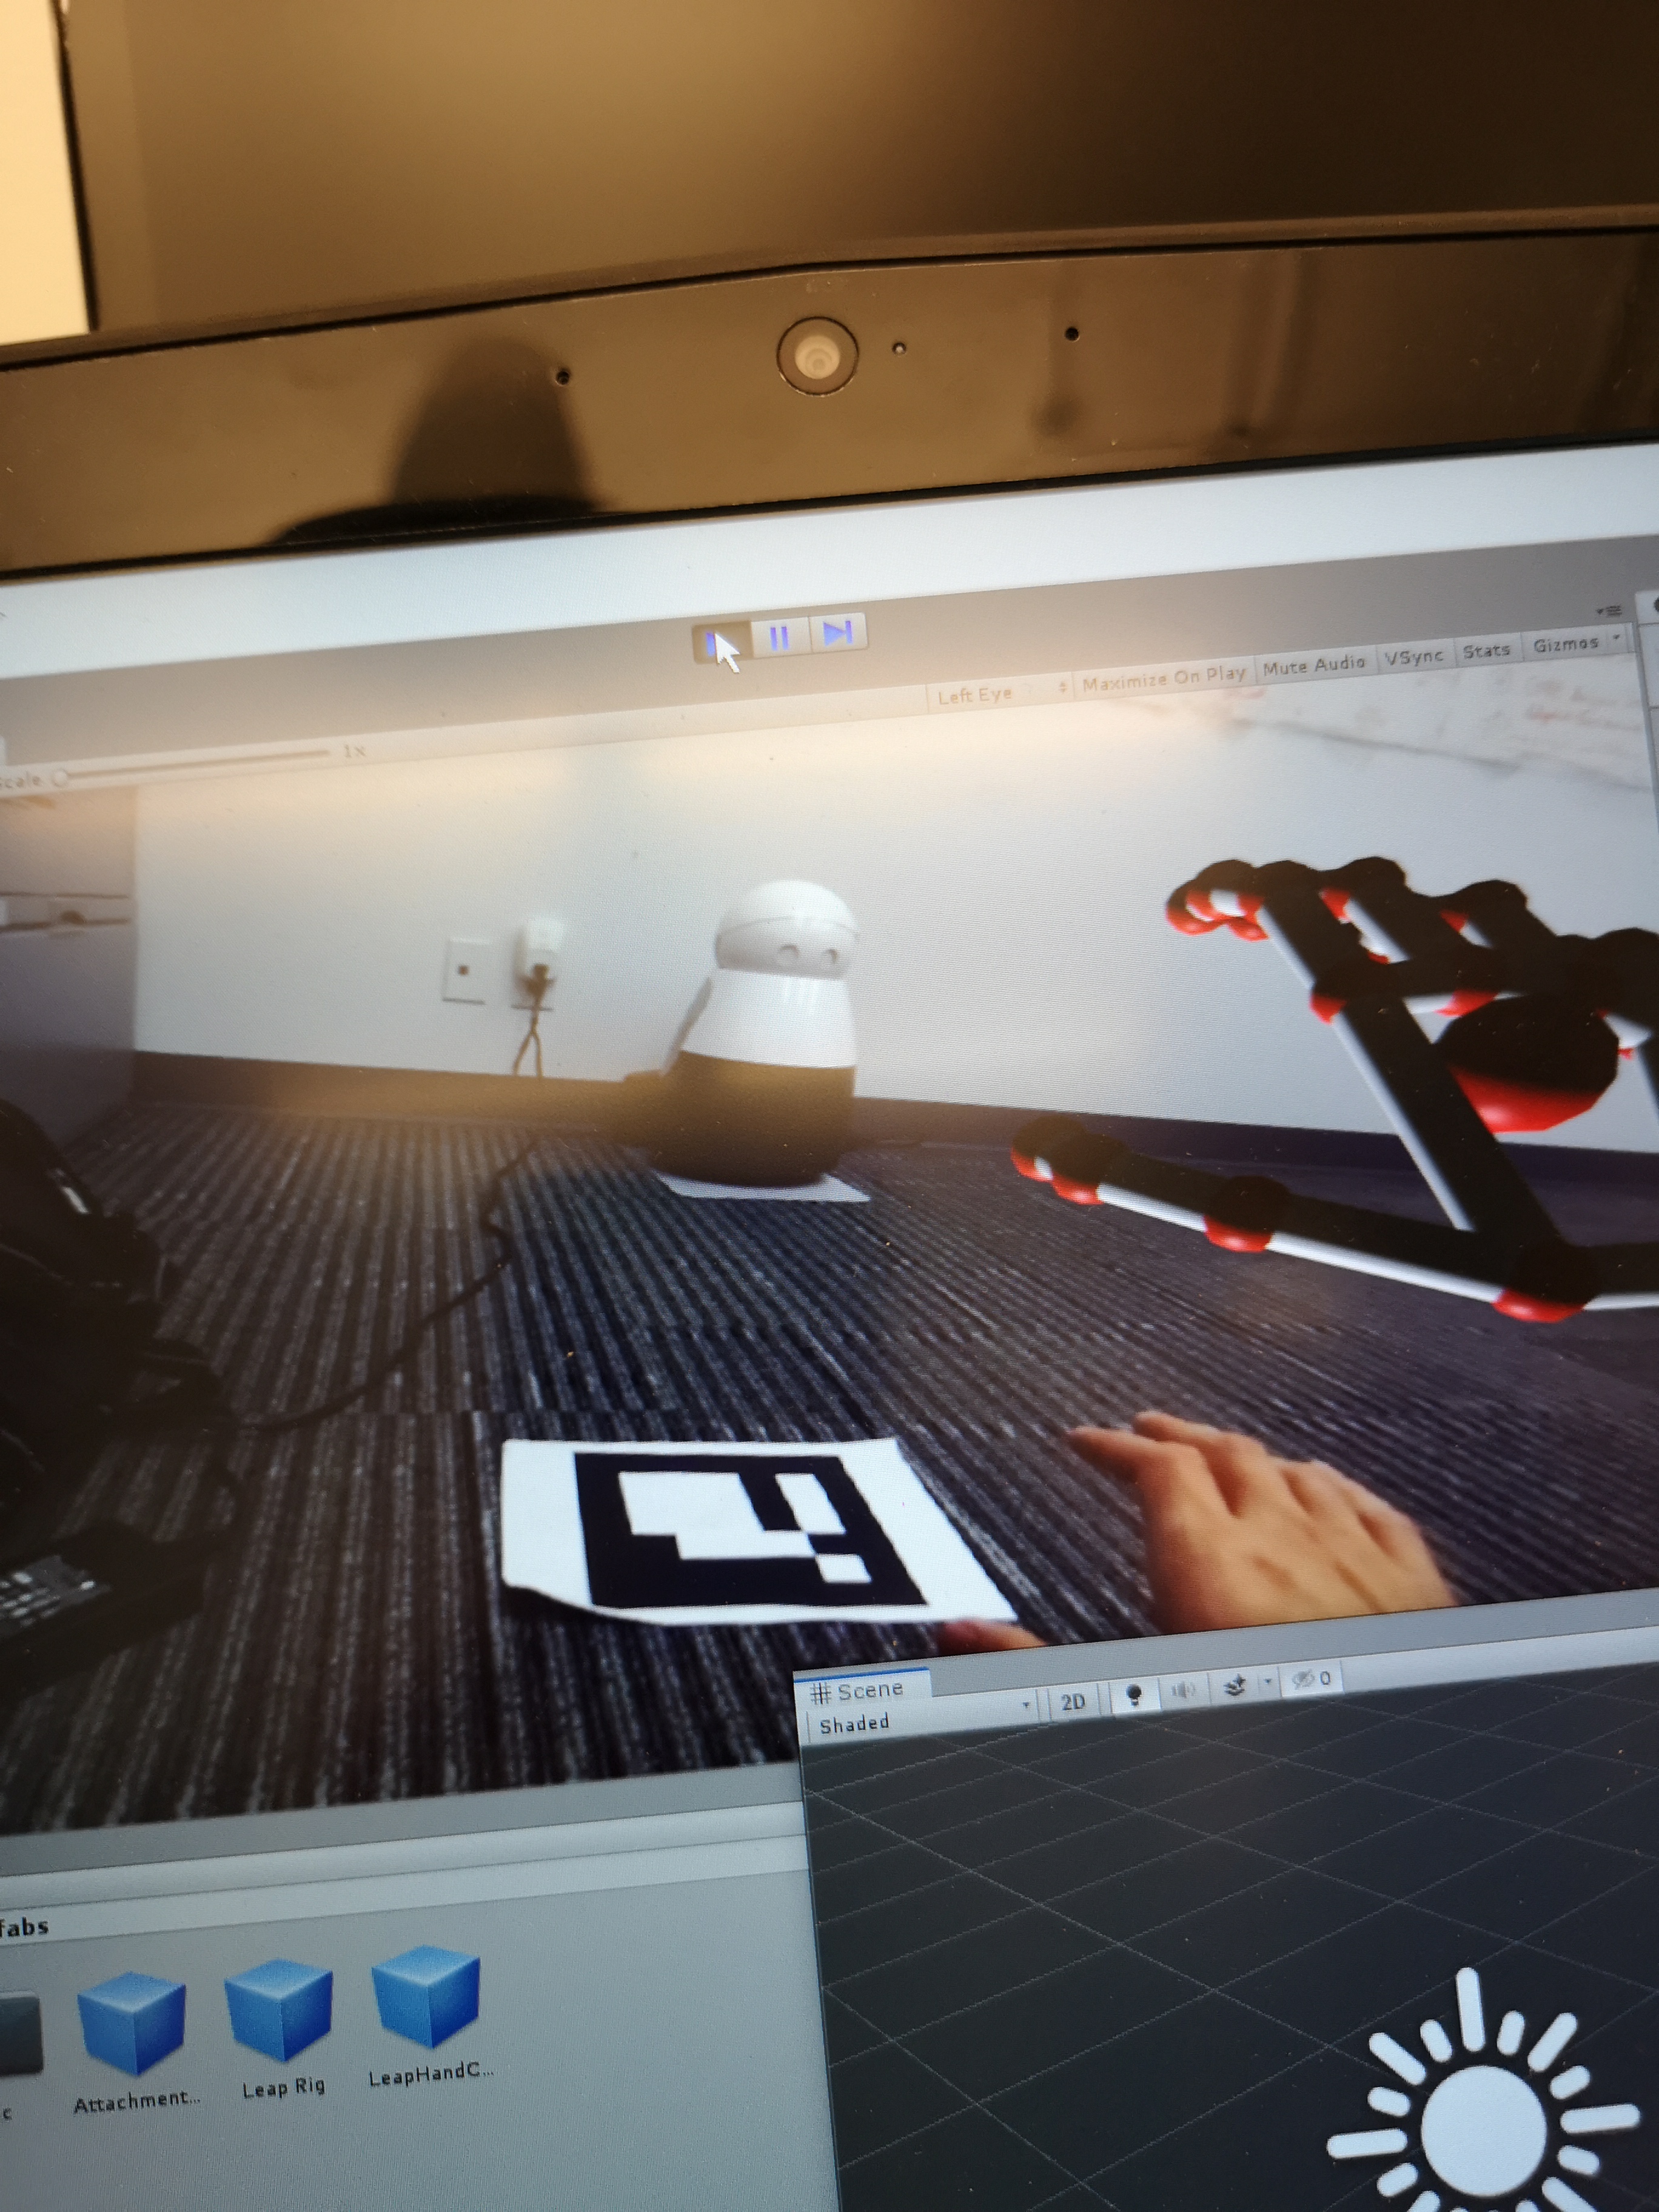 Left Eye Maximize On Play Mute Audio VSync Stats Gizmos
Scale 1x
# Scene
Shaded 2D 0
fabs
c Attachment... Leap Rig LeapHandC...